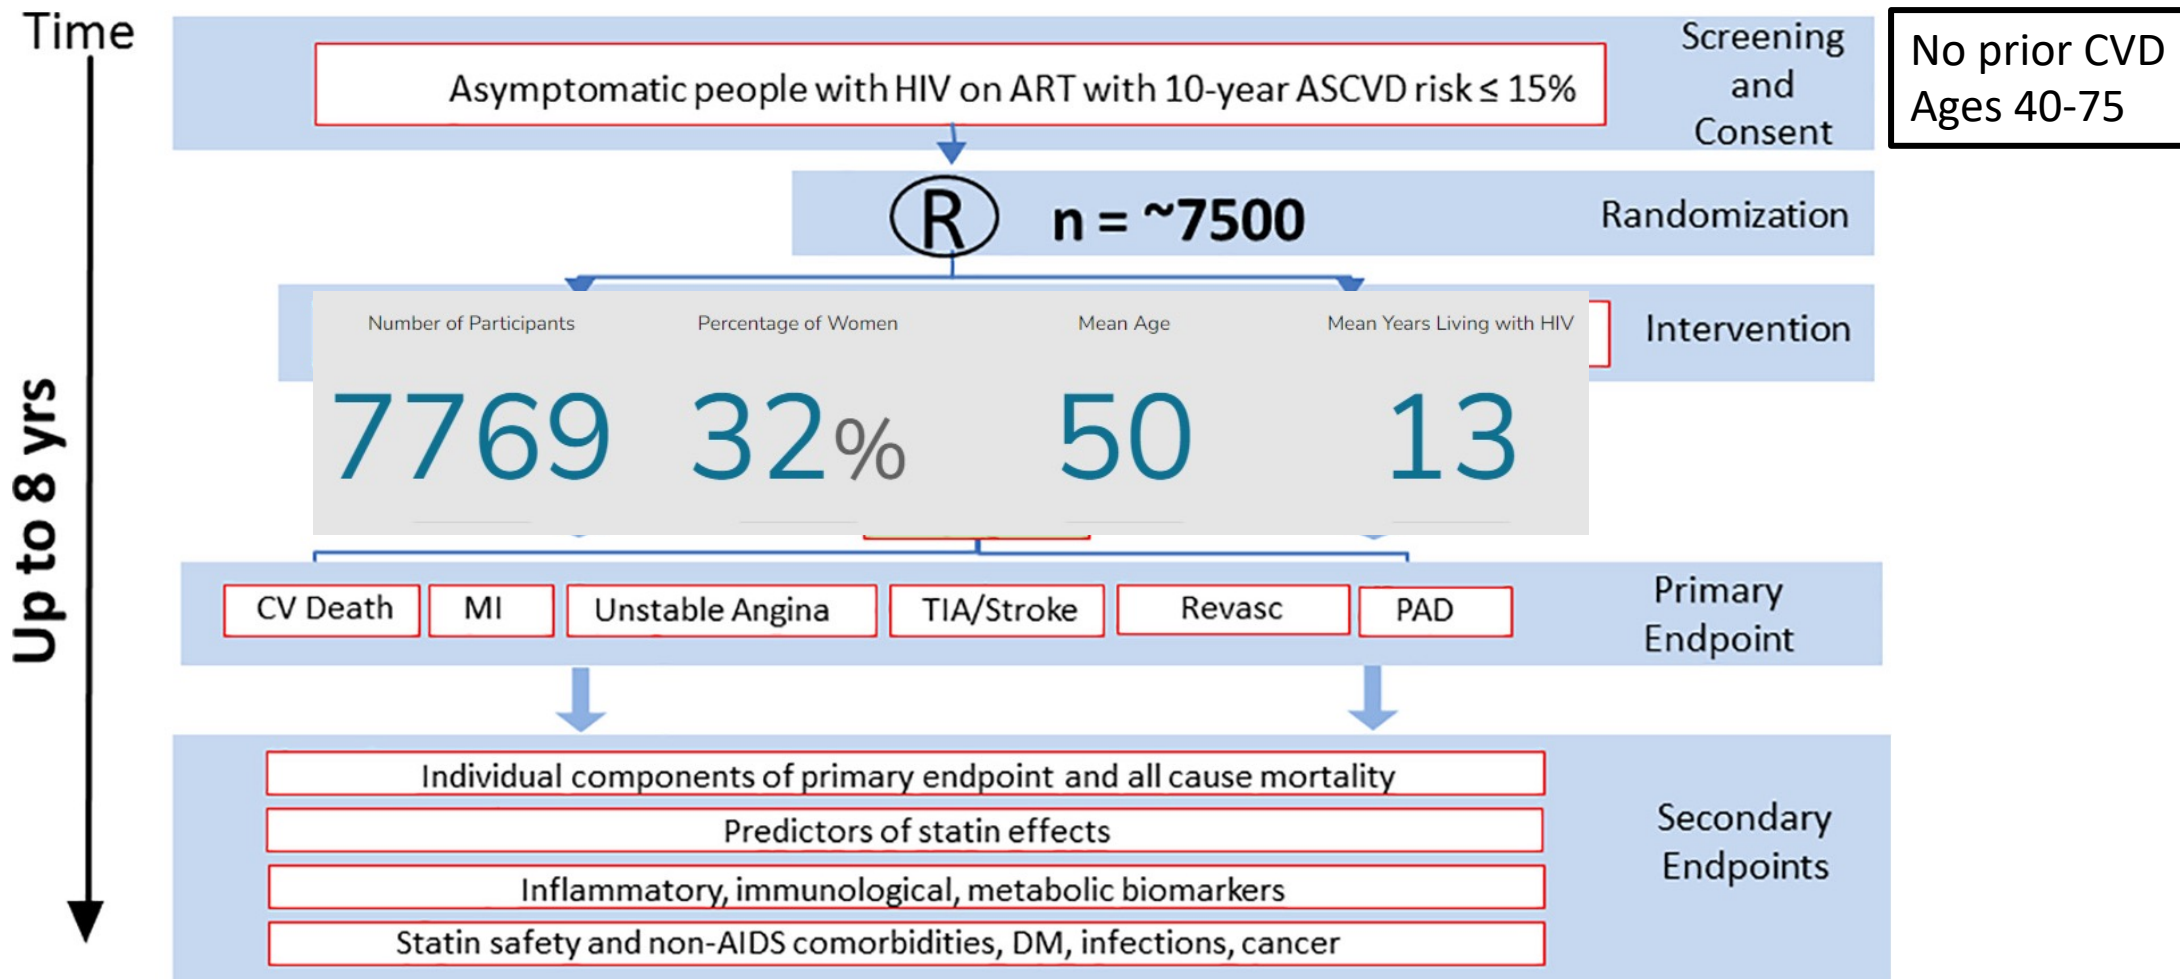 Time
Up to 8 yrs
Asymptomatic people with HIV on ART with 10-year ASCVD risk ≤ 15%
Screening
and
Consent
No prior CVD
Ages 40-75
R n = ~7500
Randomization
Intervention
Number of Participants
Percentage of Women
Mean Age
Mean Years Living with HIV
7769
32%
50
13
CV Death
MI
Unstable Angina
TIA/Stroke
Revasc
PAD
Primary
Endpoint
Individual components of primary endpoint and all cause mortality
Predictors of statin effects
Inflammatory, immunological, metabolic biomarkers
Statin safety and non-AIDS comorbidities, DM, infections, cancer
Secondary
Endpoints